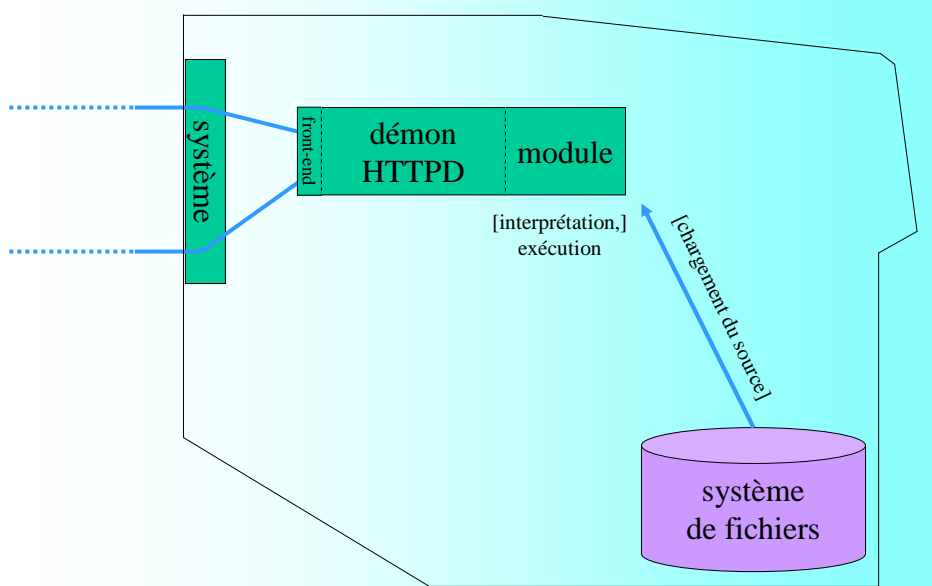 système
front-end
démon
HTTPD
module
[interprétation,]
exécution
[chargement du source]
système
de fichiers